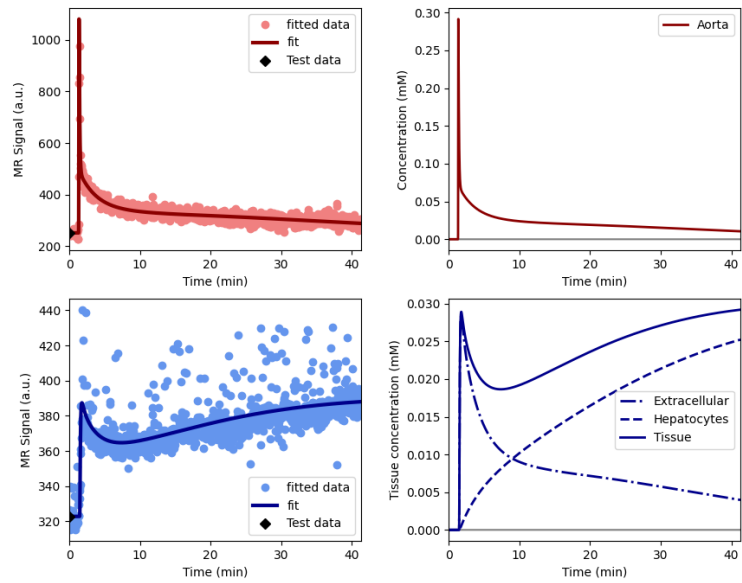 MR Signal (a.u.)
1000
800
600
400
200
fitted data
fit
Test data
0
10
20
30
40
Time (min)
Concentration (mM)
0.30
0.25
0.20
0.15
0.10
0.05
0.00
Aorta
0
10
20
30
40
Time (min)
MR Signal (a.u.)
440
420
400
380
360
340
320
fitted data
fit
Test data
0
10
20
30
40
Time (min)
Tissue concentration (mM)
0.030
0.025
0.020
0.015
0.010
0.005
0.000
Extracellular
Hepatocytes
Tissue
0
10
20
30
40
Time (min)